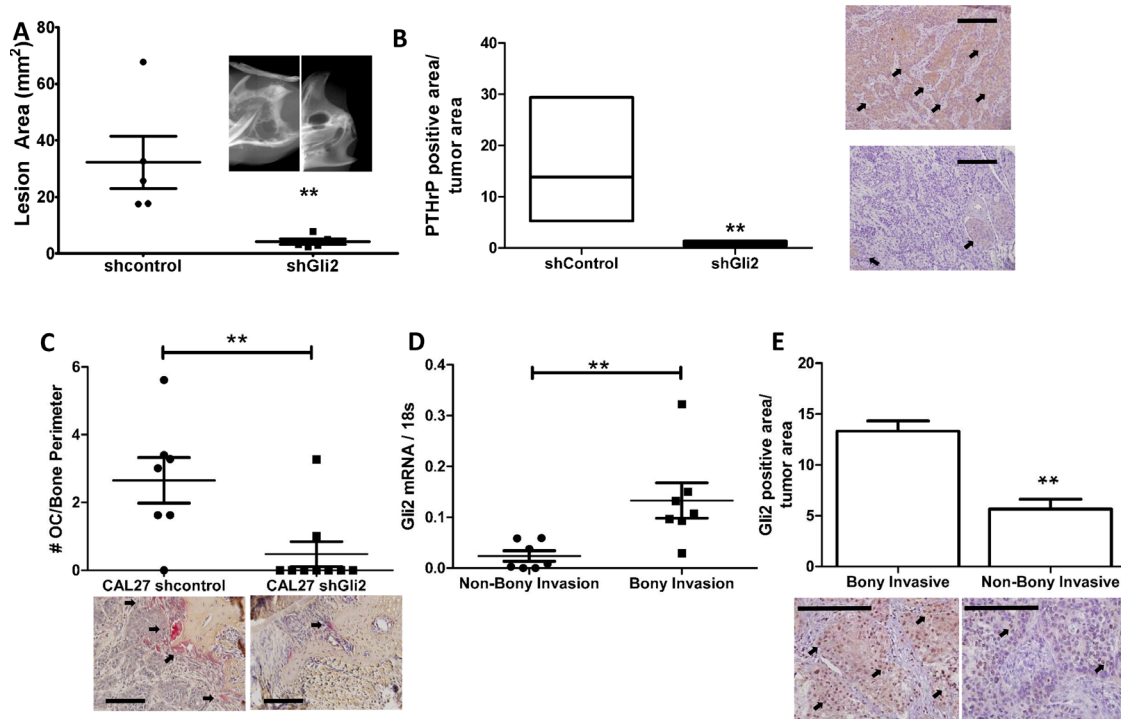 A
Lesion Area (mm²)
80
60
40
20
0
**
shcontrol
shGli2
B
PTHrP positive area/
tumor area
40
30
20
10
0
**
shControl
shGli2
C
# OC/Bone Perimeter
6
4
2
0
**
CAL27 shcontrol
CAL27 shGli2
D
Gli2 mRNA / 18s
0.4
0.3
0.2
0.1
0.0
**
Non-Bony Invasion
Bony Invasion
E
Gli2 positive area/
tumor area
20
15
10
5
0
**
Bony Invasive
Non-Bony Invasive